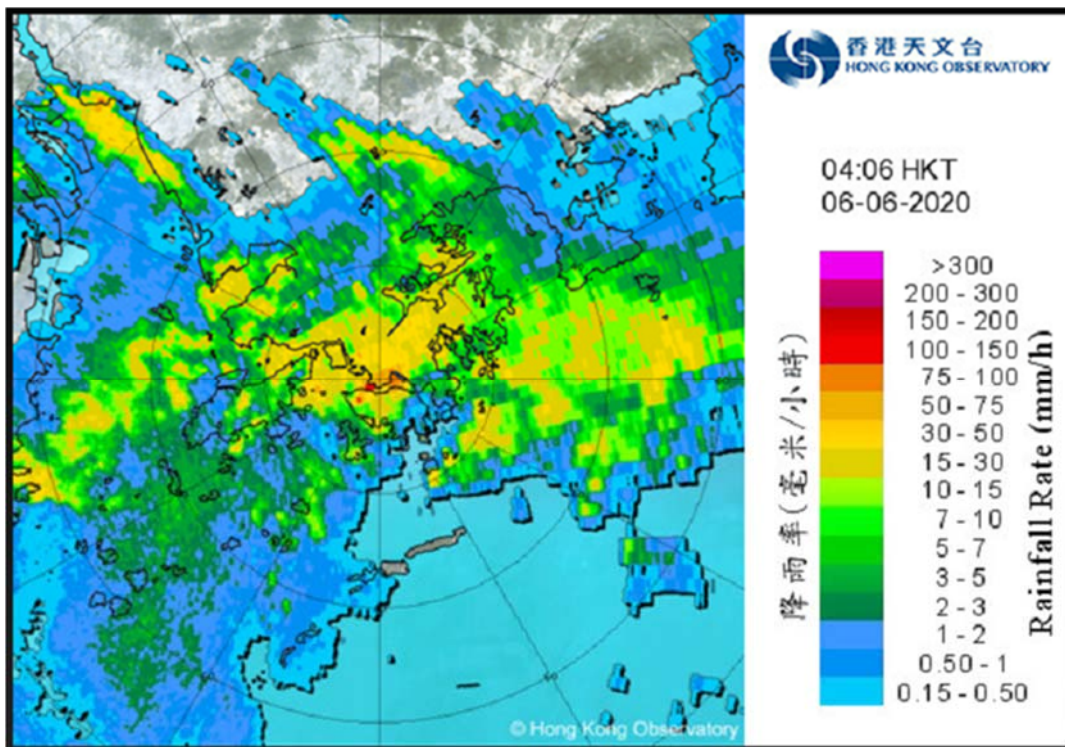 香港天文台
HONG KONG OBSERVATORY
04:06 HKT
06-06-2020
>300
200 - 300
150 - 200
100 - 150
75 - 100
50 - 75
30 - 50
15 - 30
10 - 15
7 - 10
5 - 7
3 - 5
2 - 3
1 - 2
0.50 - 1
0.15 - 0.50
降雨率(毫米/小時)
Rainfall Rate (mm/h)
© Hong Kong Observatory